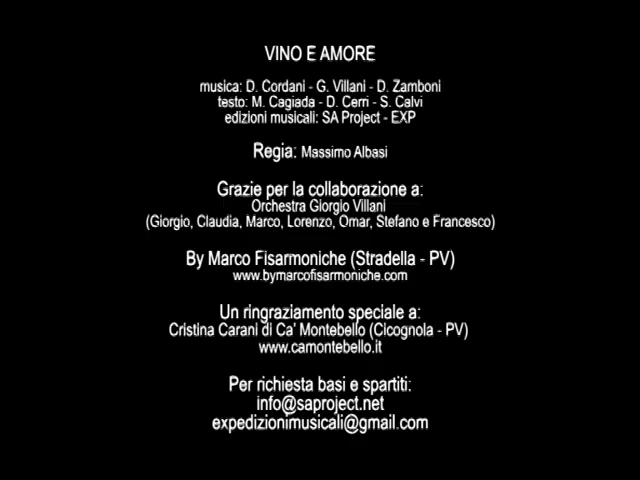 VINO E AMORE
musica: D. Cordani - G. Villani - D. Zamboni
testo: M. Cagiada - D. Cerri - S. Calvi
edizioni musicali: SA Project - EXP
Regia: Massimo Albasi
Grazie per la collaborazione a:
Orchestra Giorgio Villani
(Giorgio, Claudia, Marco, Lorenzo, Omar, Stefano e Francesco)
By Marco Fisarmoniche (Stradella - PV)
www.bymarcofisarmoniche.com
Un ringraziamento speciale a:
Cristina Carani di Ca' Montebello (Cicognola - PV)
www.camontebello.it
Per richiesta basi e spartiti:
info@saproject.net
expedizionimusicali@gmail.com